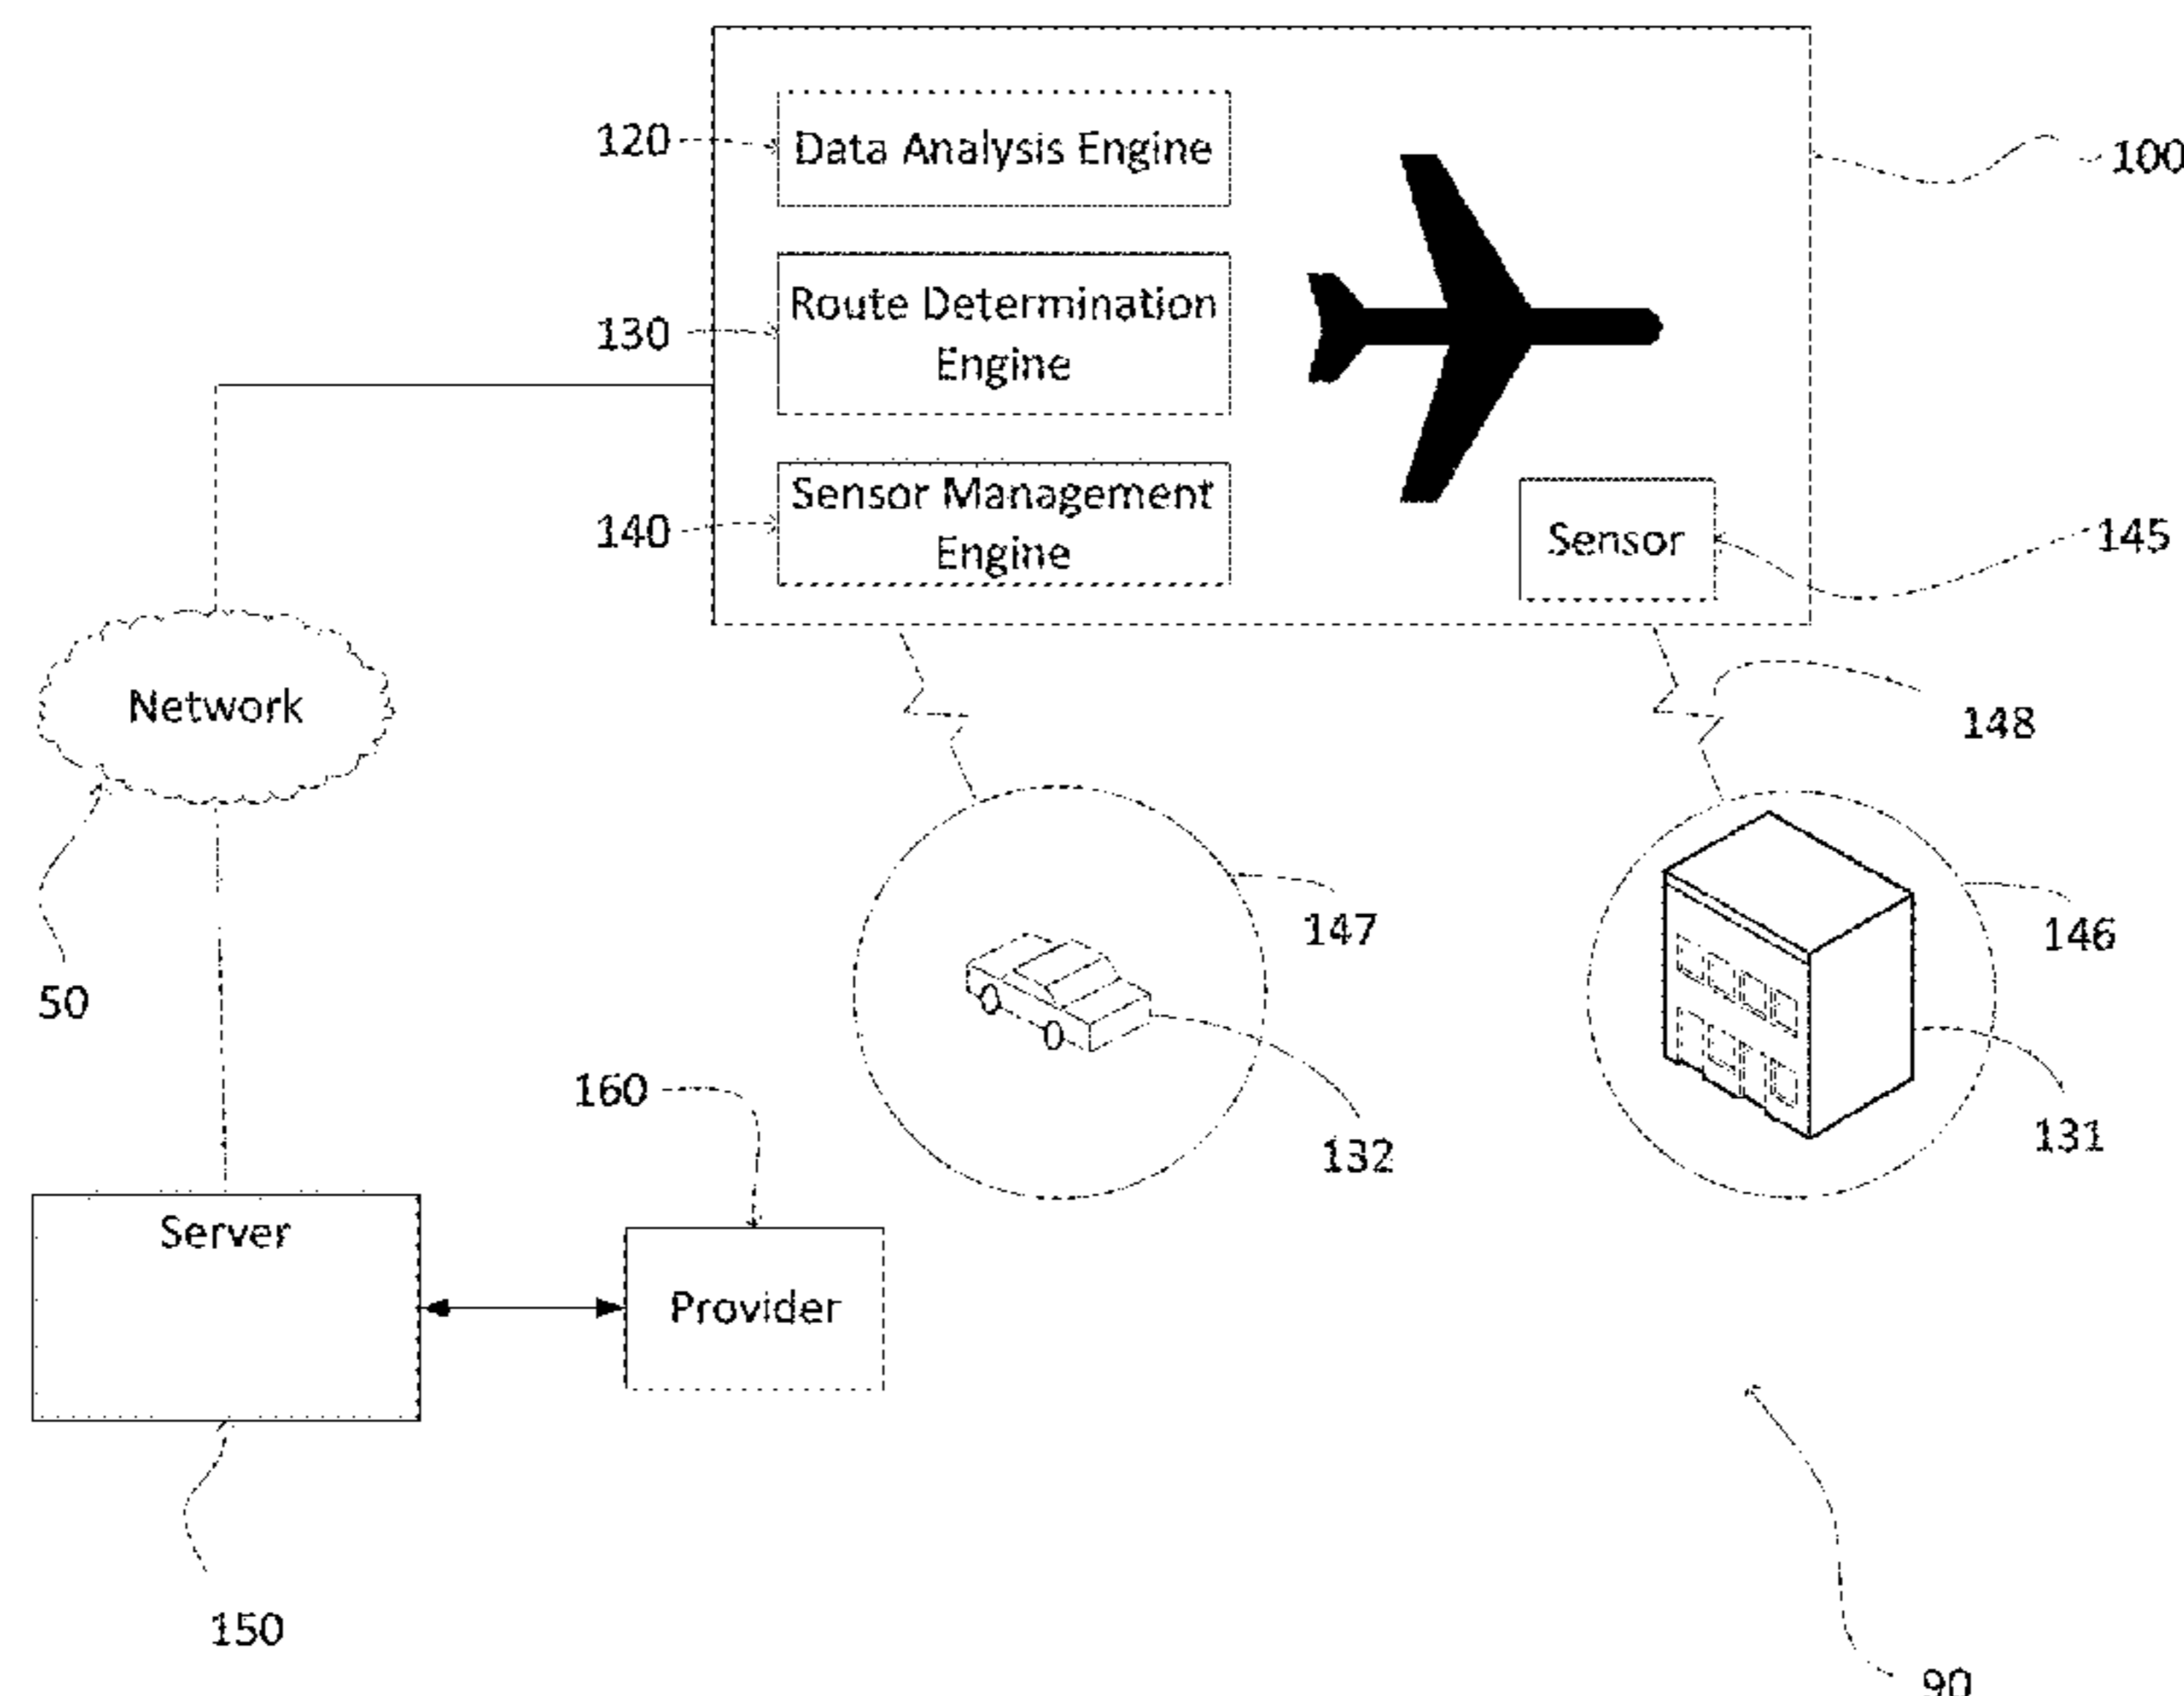 120
Data Analysis Engine
100
130
Route Determination
Engine
140
Sensor Management
Engine
Sensor
145
Network
148
147
146
50
160
132
131
Server
Provider
150
90